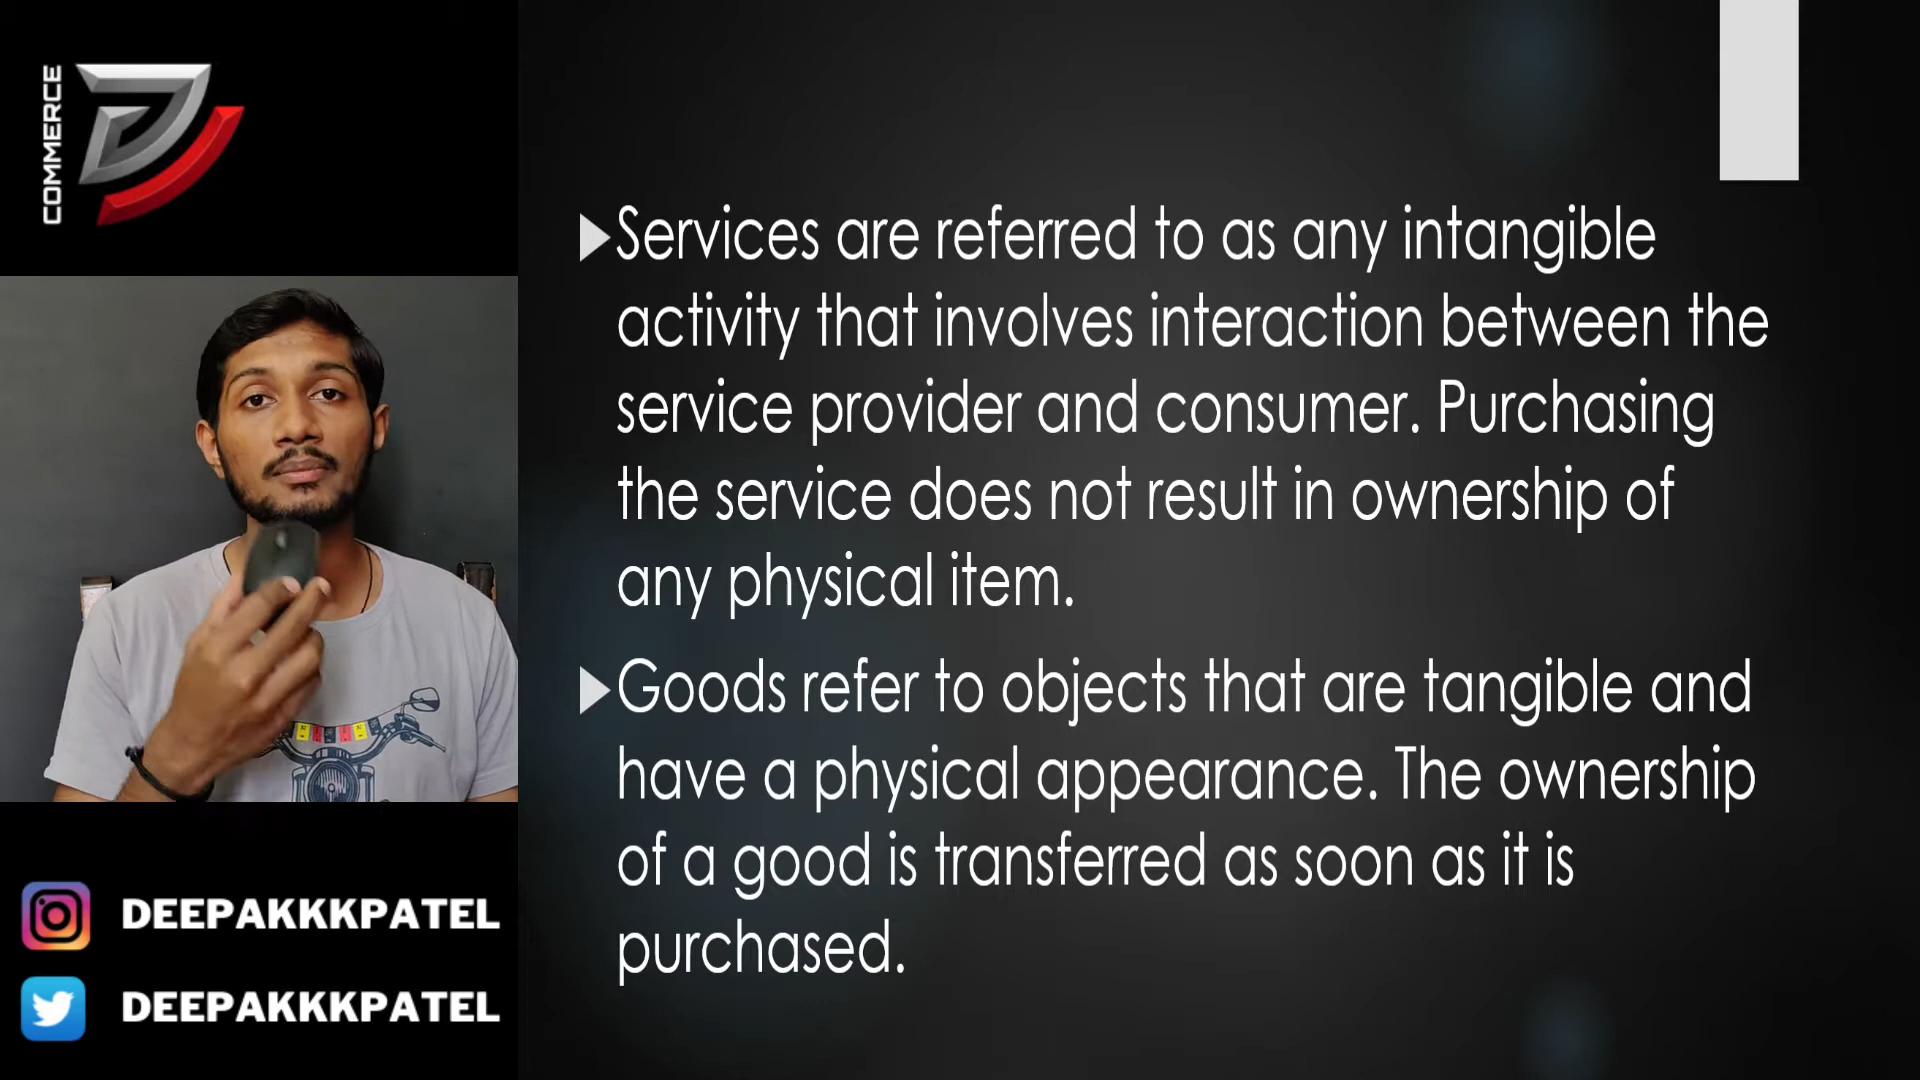 COMMERCE
Services are referred to as any intangible
activity that involves interaction between the
service provider and consumer. Purchasing
the service does not result in ownership of
any physical item.
Goods refer to objects that are tangible and
have a physical appearance. The ownership
of a good is transferred as soon as it is
purchased.
DEEPAKKKPATEL
DEEPAKKKPATEL